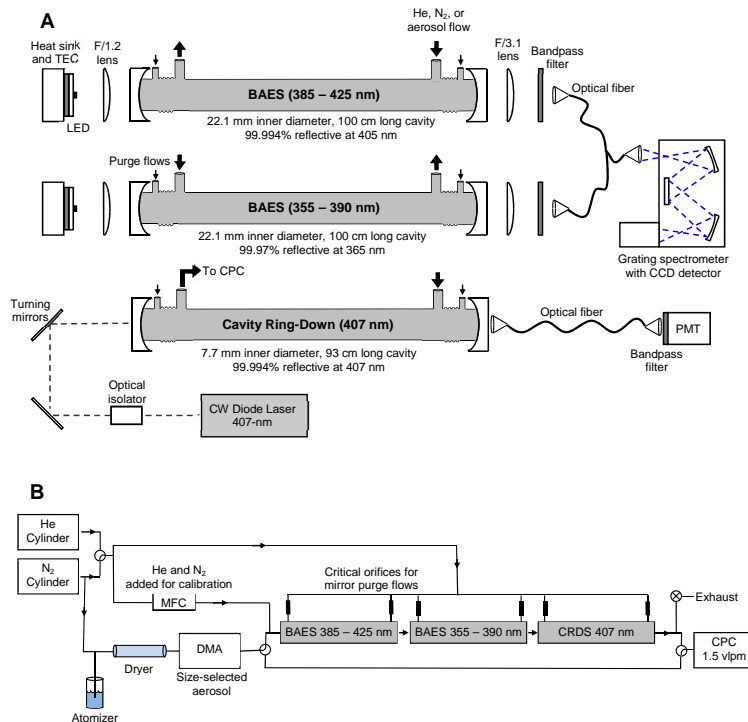 A
Heat sink
and TEC
F/1.2
lens
LED
He, N2, or
aerosol flow
F/3.1
lens
Bandpass
filter
Optical fiber
BAES (385 – 425 nm)
22.1 mm inner diameter, 100 cm long cavity
99.994% reflective at 405 nm
Purge flows
BAES (355 – 390 nm)
22.1 mm inner diameter, 100 cm long cavity
99.97% reflective at 365 nm
Grating spectrometer
with CCD detector
To CPC
Turning
mirrors
Cavity Ring-Down (407 nm)
7.7 mm inner diameter, 93 cm long cavity
99.994% reflective at 407 nm
Optical fiber
PMT
Bandpass
filter
Optical
isolator
CW Diode Laser
407-nm
B
He
Cylinder
N2
Cylinder
He and N2
added for calibration
MFC
Critical orifices for
mirror purge flows
Exhaust
BAES 385 – 425 nm
BAES 355 – 390 nm
CRDS 407 nm
CPC
1.5 vlpm
Dryer
DMA
Size-selected
aerosol
Atomizer